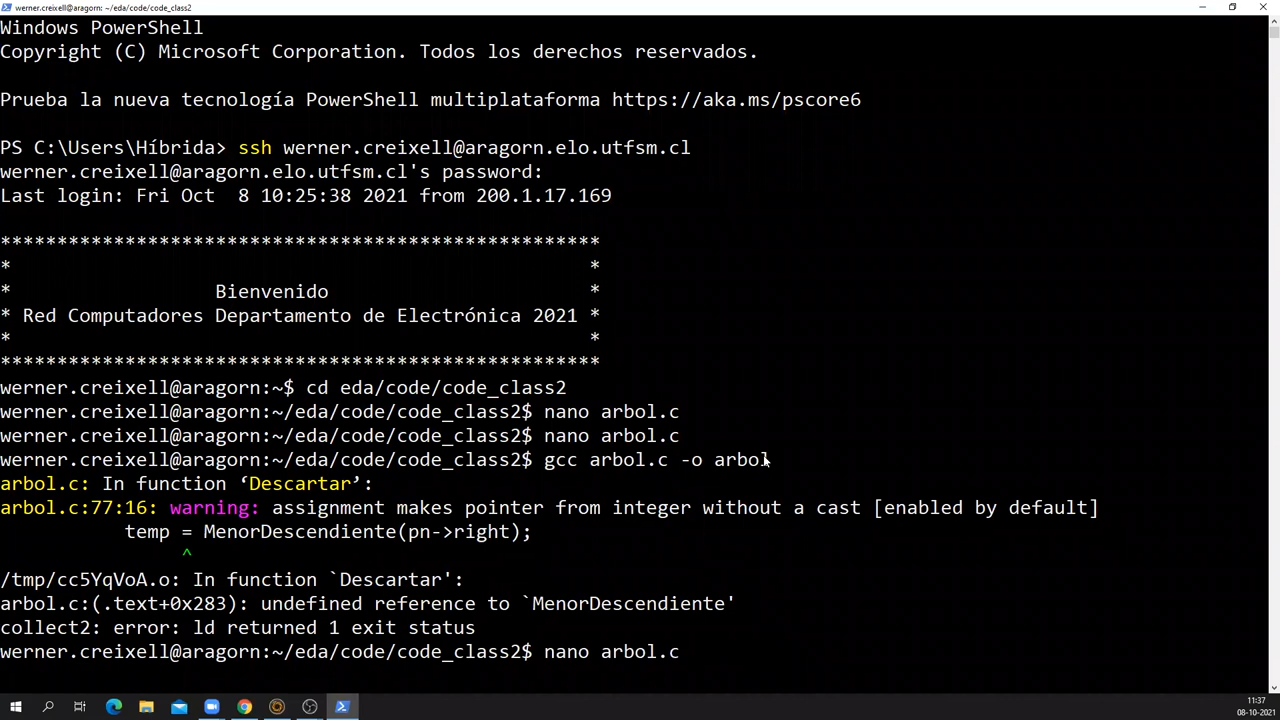 werner.creixell@aragorn: ~/eda/code/code_class2
Windows PowerShell
Copyright (C) Microsoft Corporation. Todos los derechos reservados.
Prueba la nueva tecnología PowerShell multiplataforma https://aka.ms/pscore6
PS C:\Users\Híbrida> ssh werner.creixell@aragorn.elo.utfsm.cl
werner.creixell@aragorn.elo.utfsm.cl's password:
Last login: Fri Oct  8 10:25:38 2021 from 200.1.17.169
*****************************************************
*                                                   *
*                    Bienvenido                     *
* Red Computadores Departamento de Electrónica 2021 *
*                                                   *
*****************************************************
werner.creixell@aragorn:~$ cd eda/code/code_class2
werner.creixell@aragorn:~/eda/code/code_class2$ nano arbol.c
werner.creixell@aragorn:~/eda/code/code_class2$ nano arbol.c
werner.creixell@aragorn:~/eda/code/code_class2$ gcc arbol.c -o arbol
arbol.c: In function ‘Descartar’:
arbol.c:77:16: warning: assignment makes pointer from integer without a cast [enabled by default]
           temp = MenorDescendiente(pn->right);
                ^
/tmp/cc5YqVoA.o: In function `Descartar':
arbol.c:(.text+0x283): undefined reference to `MenorDescendiente'
collect2: error: ld returned 1 exit status
werner.creixell@aragorn:~/eda/code/code_class2$ nano arbol.c
11:37
08-10-2021